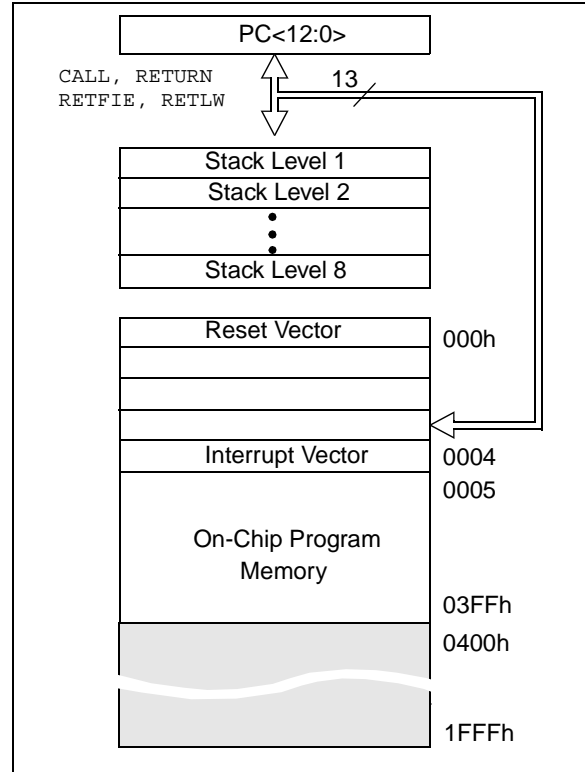 PC<12:0>
CALL, RETURN
RETFIE, RETLW
13
Stack Level 1
Stack Level 2
Stack Level 8
Reset Vector
000h
Interrupt Vector
0004
0005
On-Chip Program
Memory
03FFh
0400h
1FFFh